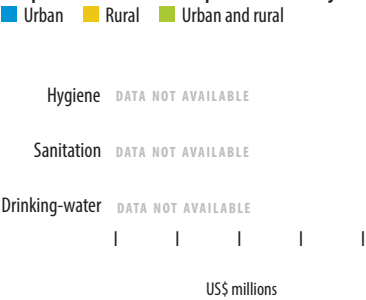 Urban Rural Urban and rural
Hygiene DATA NOT AVAILABLE
Sanitation DATA NOT AVAILABLE
Drinking-water DATA NOT AVAILABLE
US$ millions